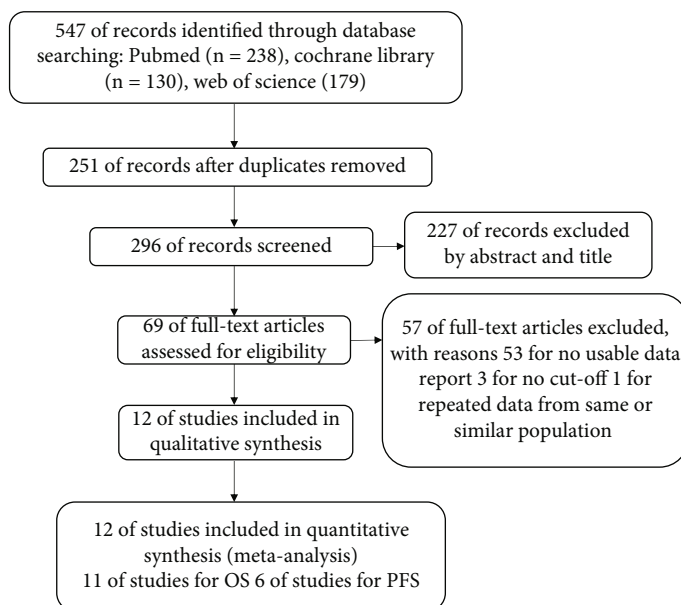 547 of records identified through database
searching: Pubmed (n = 238), cochrane library
(n = 130), web of science (179)
251 of records after duplicates removed
296 of records screened
227 of records excluded
by abstract and title
69 of full-text articles
assessed for eligibility
57 of full-text articles excluded,
with reasons 53 for no usable data
report 3 for no cut-off 1 for
repeated data from same or
similar population
12 of studies included in
qualitative synthesis
12 of studies included in quantitative
synthesis (meta-analysis)
11 of studies for OS 6 of studies for PFS